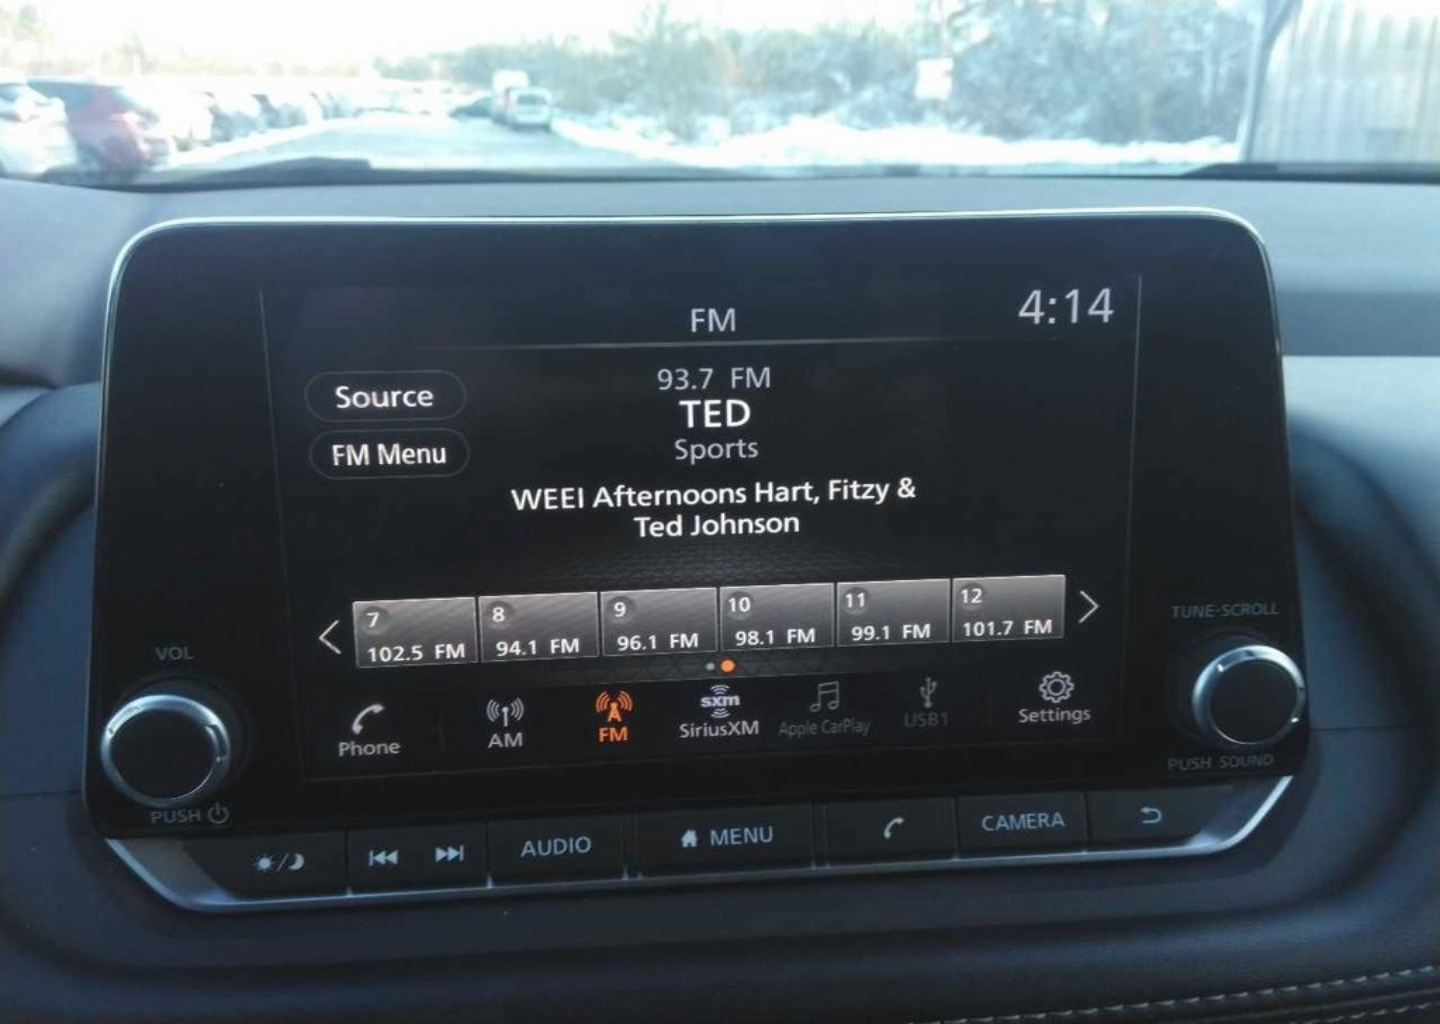 FM
4:14
Source
93.7 FM
TED
FM Menu
Sports
WEEI Afternoons Hart, Fitzy &
Ted Johnson
7 8 9 10 11 12
102.5 FM 94.1 FM 96.1 FM 98.1 FM 99.1 FM 101.7 FM
VOL
TUNE·SCROLL
sxm
Phone AM FM SiriusXM Apple CarPlay USB1 Settings
PUSH
PUSH SOUND
AUDIO MENU CAMERA